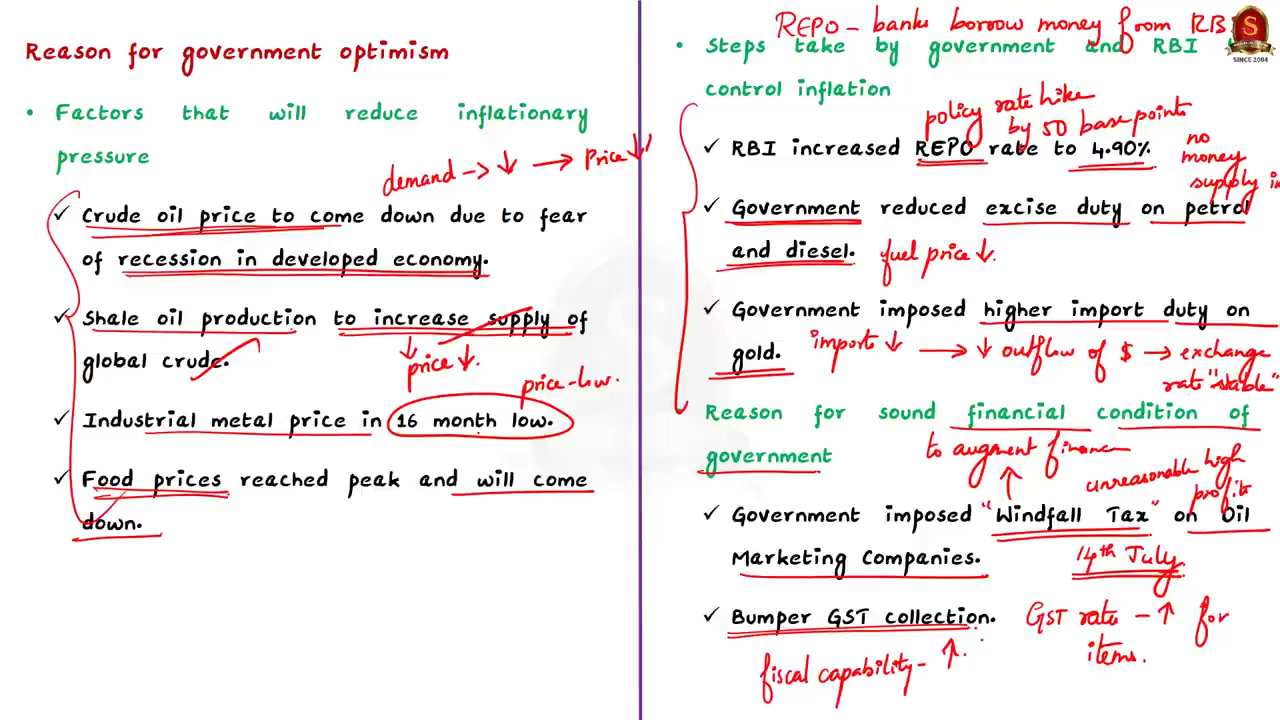 Reason for government optimism
• Factors that will reduce inflationary
pressure
demand -> ↓ → Price ↓
✓ Crude oil price to come down due to fear
of recession in developed economy.
✓ Shale oil production to increase supply of
global crude.
price ↓.
price-low.
✓ Industrial metal price in 16 month low.
✓ Food prices reached peak and will come
down.
REPO - banks borrow money from RBI
• Steps take by government and RBI
control inflation
policy rate hike
by 50 base points
✓ RBI increased REPO rate to 4.90%.
no
money
supply in
✓ Government reduced excise duty on petrol
and diesel. fuel price ↓.
✓ Government imposed higher import duty on
gold. import ↓ → ↓ outflow of $ → exchange
rate "stable"
Reason for sound financial condition of
government
to augment finance
unreasonable high
profits
✓ Government imposed "Windfall Tax" on Oil
Marketing Companies. 14th July
✓ Bumper GST collection. GST rate - ↑ for
items.
fiscal capability - ↑.
S
SINCE 2004